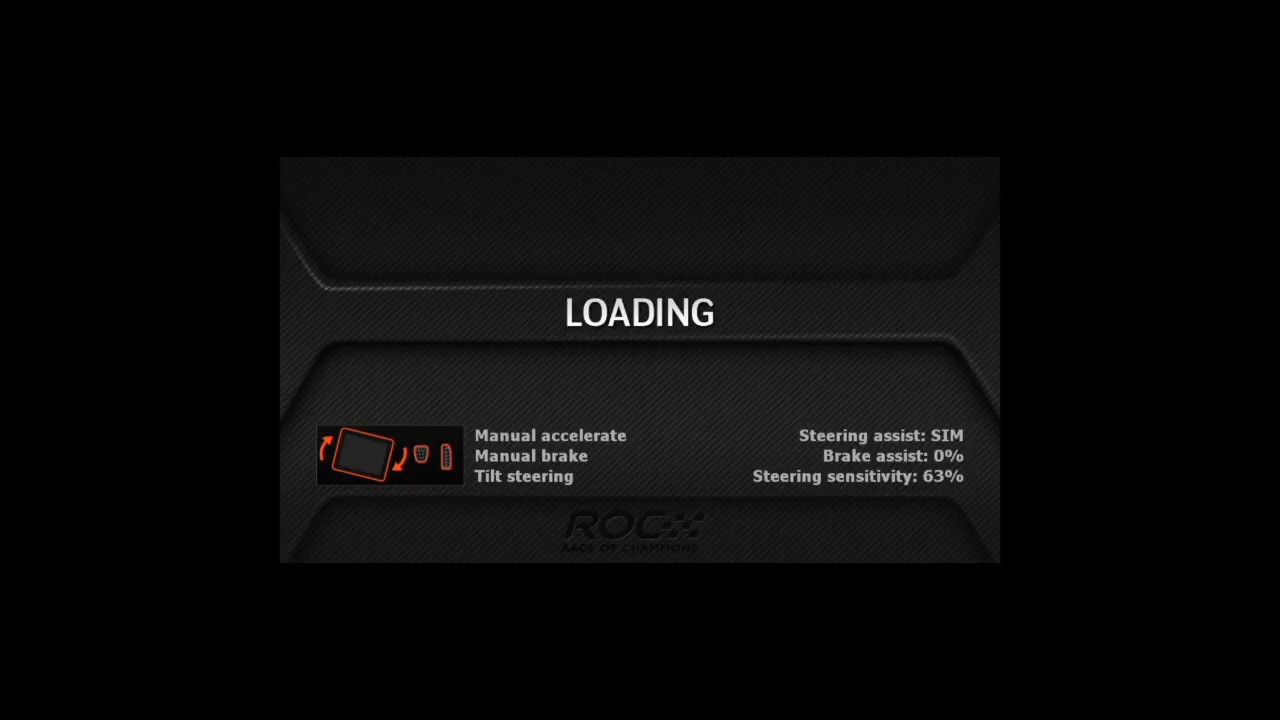 LOADING
Manual accelerate
Manual brake
Tilt steering
Steering assist: SIM
Brake assist: 0%
Steering sensitivity: 63%
ROC
RACE OF CHAMPIONS